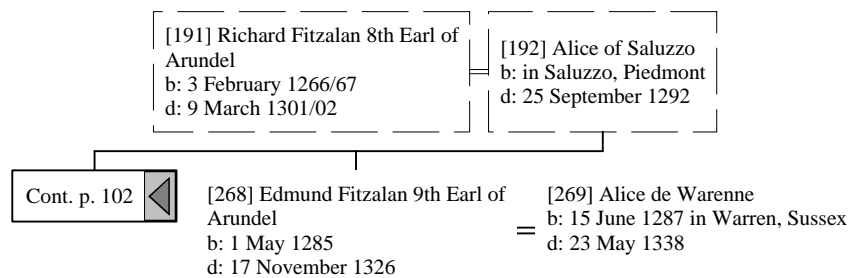 [191] Richard Fitzalan 8th Earl of
Arundel
b: 3 February 1266/67
d: 9 March 1301/02
[192] Alice of Saluzzo
b: in Saluzzo, Piedmont
d: 25 September 1292
Cont. p. 102
[268] Edmund Fitzalan 9th Earl of
Arundel
b: 1 May 1285
d: 17 November 1326
=
[269] Alice de Warenne
b: 15 June 1287 in Warren, Sussex
d: 23 May 1338